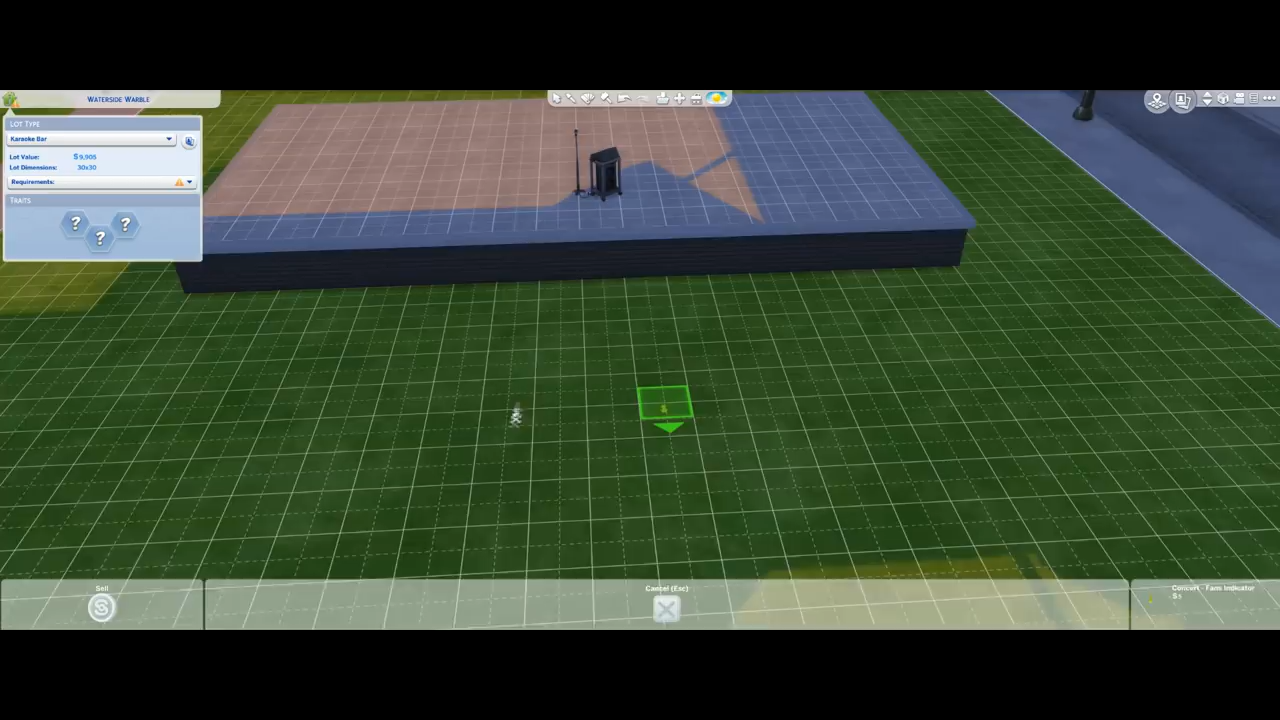 WATERSIDE WARBLE
LOT TYPE
Karaoke Bar
Lot Value: $9,905
Lot Dimensions: 30x30
Requirements:
TRAITS
? ? ?
Sell
Cancel (Esc)
Concert - Fans Indicator
$5